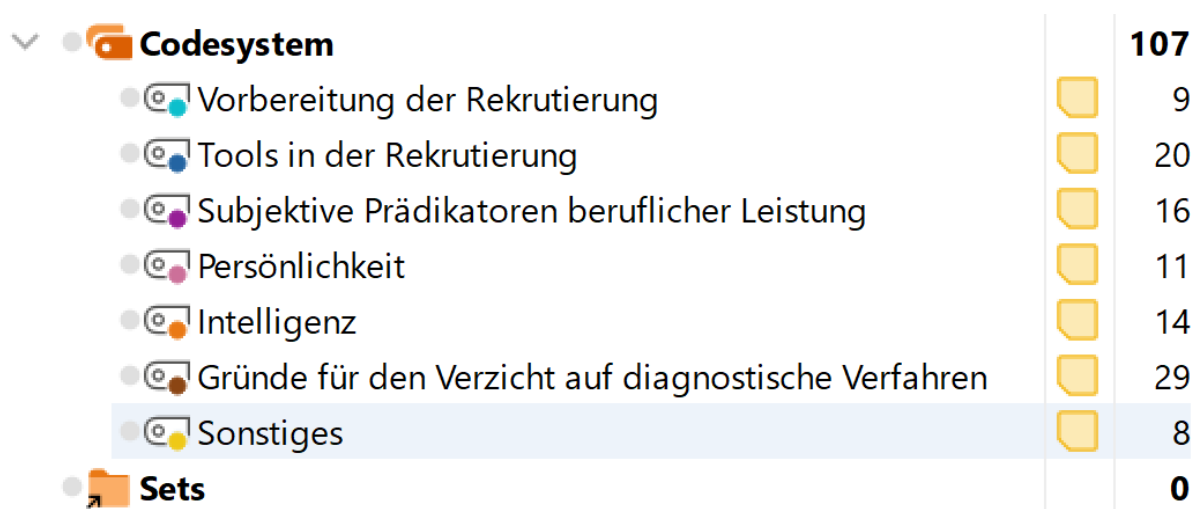 Codesystem 107
Vorbereitung der Rekrutierung 9
Tools in der Rekrutierung 20
Subjektive Prädikatoren beruflicher Leistung 16
Persönlichkeit 11
Intelligenz 14
Gründe für den Verzicht auf diagnostische Verfahren 29
Sonstiges 8
Sets 0